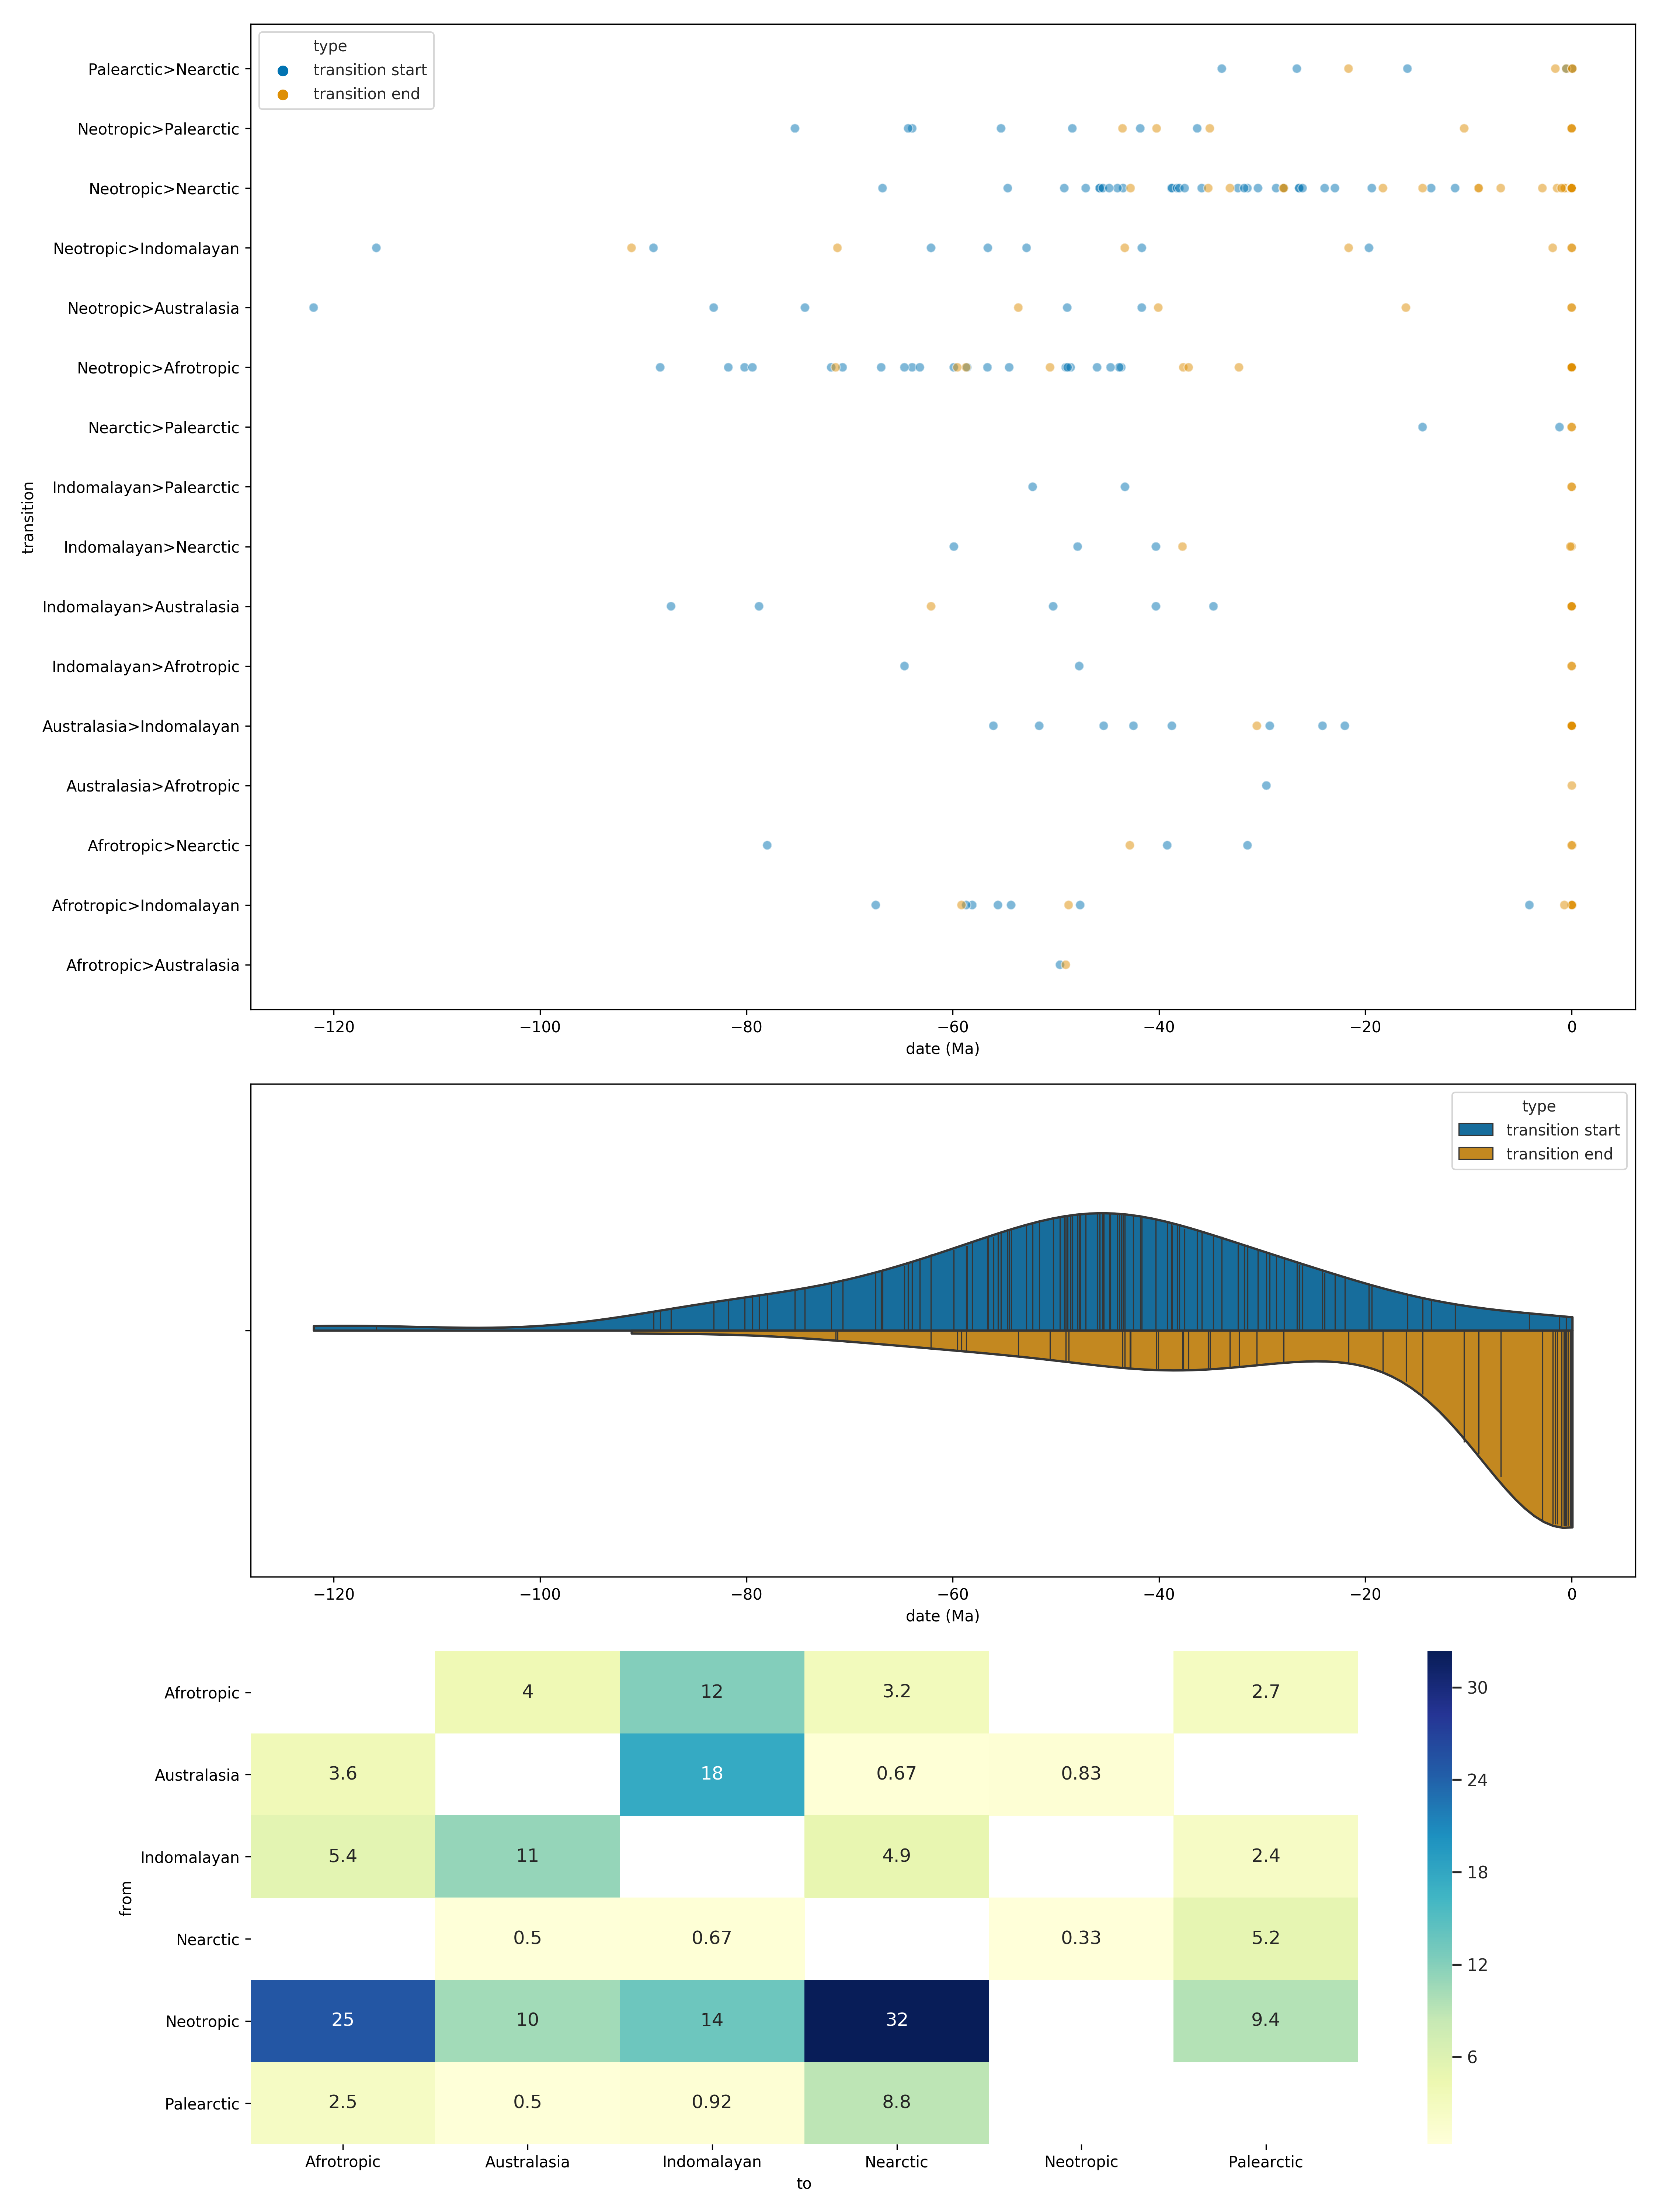 type
transition start
transition end
Palearctic>Nearctic
Neotropic>Palearctic
Neotropic>Nearctic
Neotropic>Indomalayan
Neotropic>Australasia
Neotropic>Afrotropic
Nearctic>Palearctic
Indomalayan>Palearctic
Indomalayan>Nearctic
Indomalayan>Australasia
Indomalayan>Afrotropic
Australasia>Indomalayan
Australasia>Afrotropic
Afrotropic>Nearctic
Afrotropic>Indomalayan
Afrotropic>Australasia
transition
−120 −100 −80 −60 −40 −20 0
date (Ma)
type
transition start
transition end
−120 −100 −80 −60 −40 −20 0
date (Ma)
Afrotropic 4 12 3.2 2.7
Australasia 3.6 18 0.67 0.83
Indomalayan 5.4 11 4.9 2.4
Nearctic 0.5 0.67 0.33 5.2
Neotropic 25 10 14 32 9.4
Palearctic 2.5 0.5 0.92 8.8
from
Afrotropic Australasia Indomalayan Nearctic Neotropic Palearctic
to
30
24
18
12
6